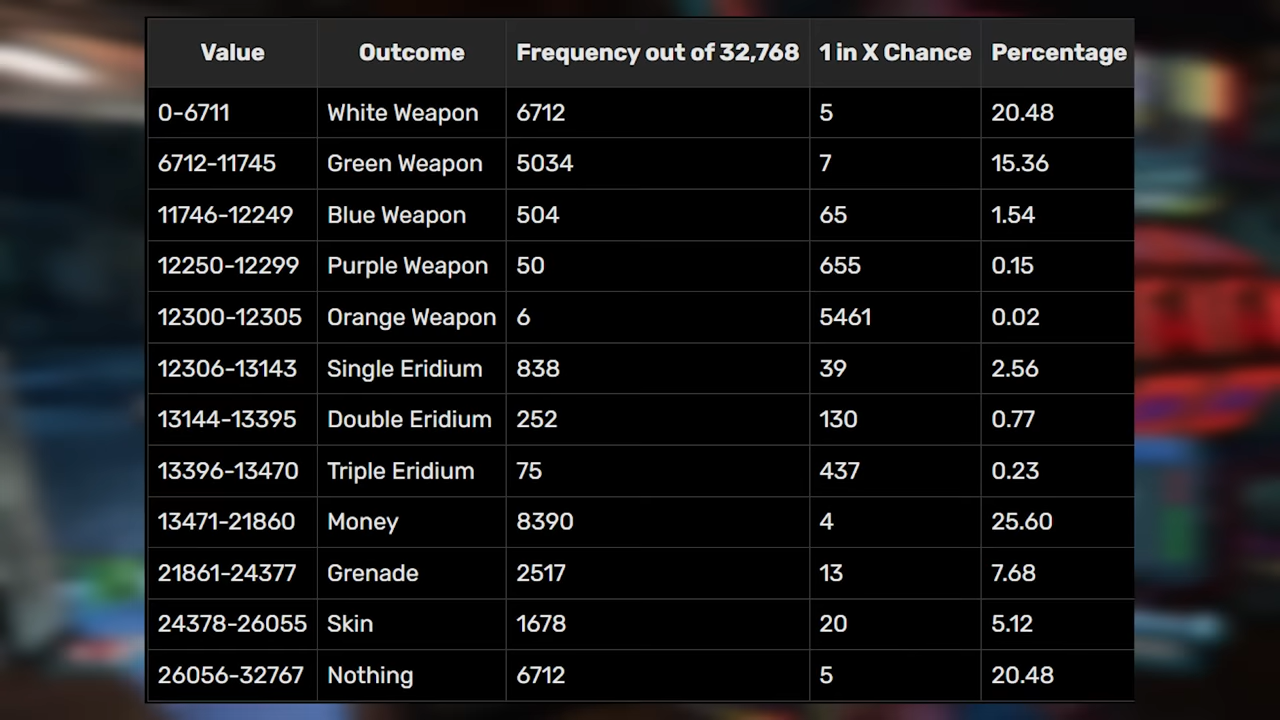 Value Outcome Frequency out of 32,768 1 in X Chance Percentage
0-6711 White Weapon 6712 5 20.48
6712-11745 Green Weapon 5034 7 15.36
11746-12249 Blue Weapon 504 65 1.54
12250-12299 Purple Weapon 50 655 0.15
12300-12305 Orange Weapon 6 5461 0.02
12306-13143 Single Eridium 838 39 2.56
13144-13395 Double Eridium 252 130 0.77
13396-13470 Triple Eridium 75 437 0.23
13471-21860 Money 8390 4 25.60
21861-24377 Grenade 2517 13 7.68
24378-26055 Skin 1678 20 5.12
26056-32767 Nothing 6712 5 20.48